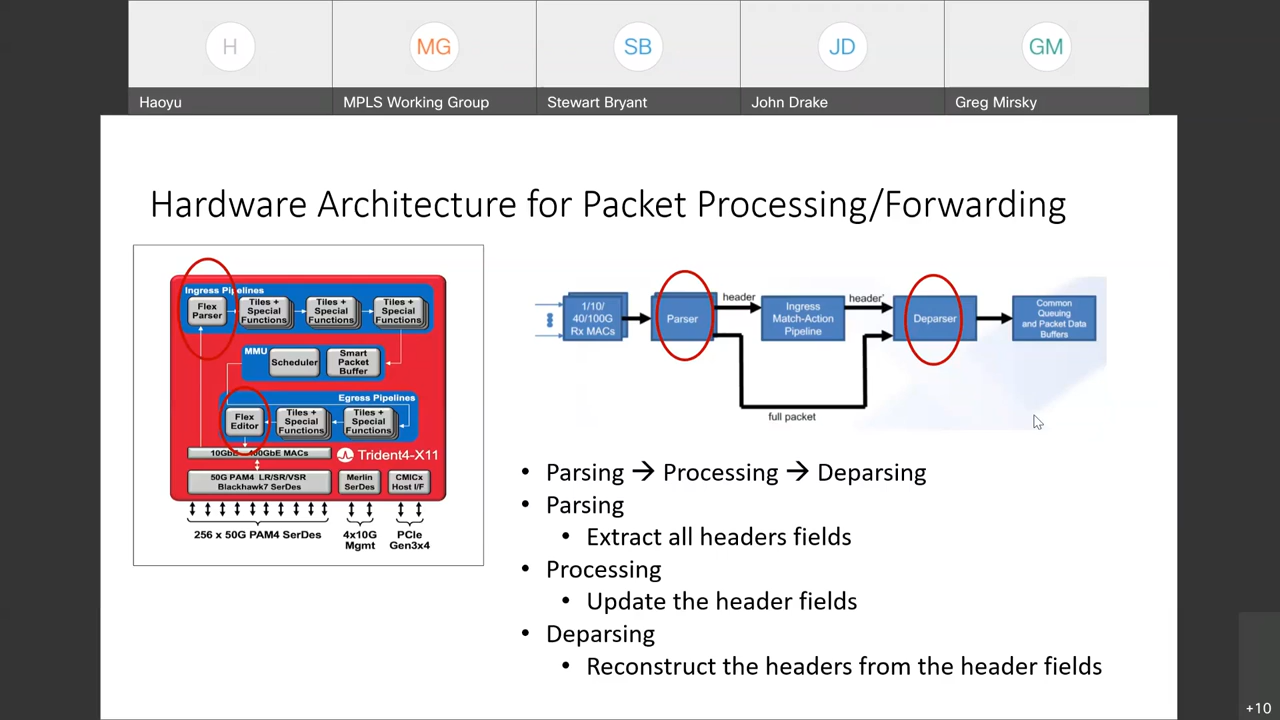 H
MG
SB
JD
GM
Haoyu
MPLS Working Group
Stewart Bryant
John Drake
Greg Mirsky
Hardware Architecture for Packet Processing/Forwarding
Ingress Pipelines
Flex
Parser
Tiles +
Special
Functions
Tiles +
Special
Functions
Tiles +
Special
Functions
MMU
Scheduler
Smart
Packet
Buffer
Egress Pipelines
Flex
Editor
Tiles +
Special
Functions
Tiles +
Special
Functions
10GbE – 400GbE MACs
Trident4-X11
50G PAM4 LR/SR/VSR
Blackhawk7 SerDes
Merlin
SerDes
CMICx
Host I/F
256 x 50G PAM4 SerDes
4x10G
Mgmt
PCIe
Gen3x4
1/10/
40/100G
Rx MACs
Parser
header
Ingress
Match-Action
Pipeline
header'
Deparser
Common
Queuing
and Packet Data
Buffers
full packet
• Parsing → Processing → Deparsing
• Parsing
• Extract all headers fields
• Processing
• Update the header fields
• Deparsing
• Reconstruct the headers from the header fields
+10